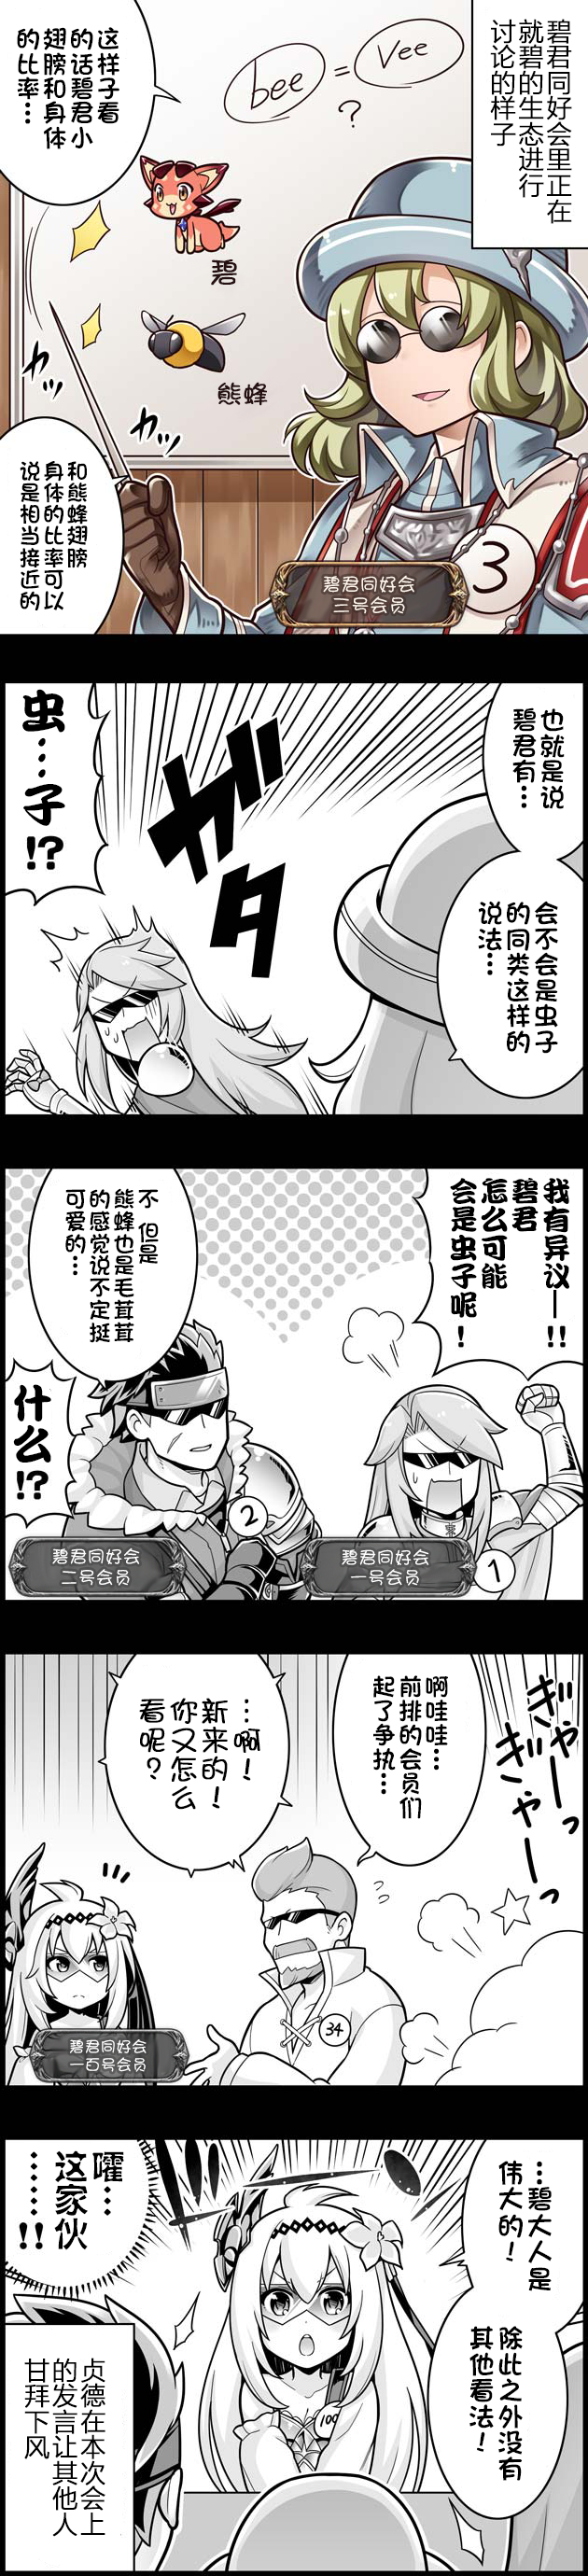 碧君同好会里正在
就碧的生态进行
讨论的样子
bee = Vee
?
这样子看
的话碧君小
翅膀和身体
的比率…
碧
熊蜂
カッ
カッ
和熊蜂翅膀
身体的比率可以
说是相当接近的
3
碧君同好会
三号会员
也就是说
碧君有…
会不会是虫子
的同类这样的
说法…
ガタ
虫…子!?
我有异议—!!
碧君
怎么可能
会是虫子呢!
不 但是
熊蜂也是毛茸茸
的感觉说不定挺
可爱的…
什么!?
2
碧君同好会
二号会员
1
碧君同好会
一号会员
ぎゃーっ
ぎゃーっ
啊哇哇…
前排的会员们
起了争执…
…啊!
新来的!
你又怎么
看呢?
34
碧君同好会
一百号会员
…碧大人是
伟大的!
除此之外没有
其他看法!
嚯…
这家伙
……!!
100
贞德在本次会上
的发言让其他人
甘拜下风